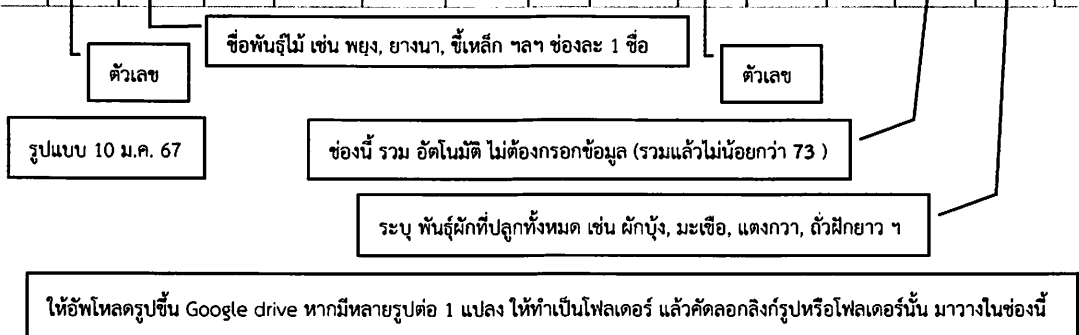 ชื่อพันธุ์ไม้ เช่น พยุง, ยางนา, ขี้เหล็ก ฯลฯ ช่องละ 1 ชื่อ
ตัวเลข
ตัวเลข
รูปแบบ 10 ม.ค. 67
ช่องนี้ รวม อัตโนมัติ ไม่ต้องกรอกข้อมูล (รวมแล้วไม่น้อยกว่า 73 )
ระบุ พันธุ์ผักที่ปลูกทั้งหมด เช่น ผักบุ้ง, มะเขือ, แตงกวา, ถั่วฝักยาว ฯ
ให้อัพโหลดรูปขึ้น Google drive หากมีหลายรูปต่อ 1 แปลง ให้ทำเป็นโฟลเดอร์ แล้วคัดลอกลิงก์รูปหรือโฟลเดอร์นั้น มาวางในช่องนี้